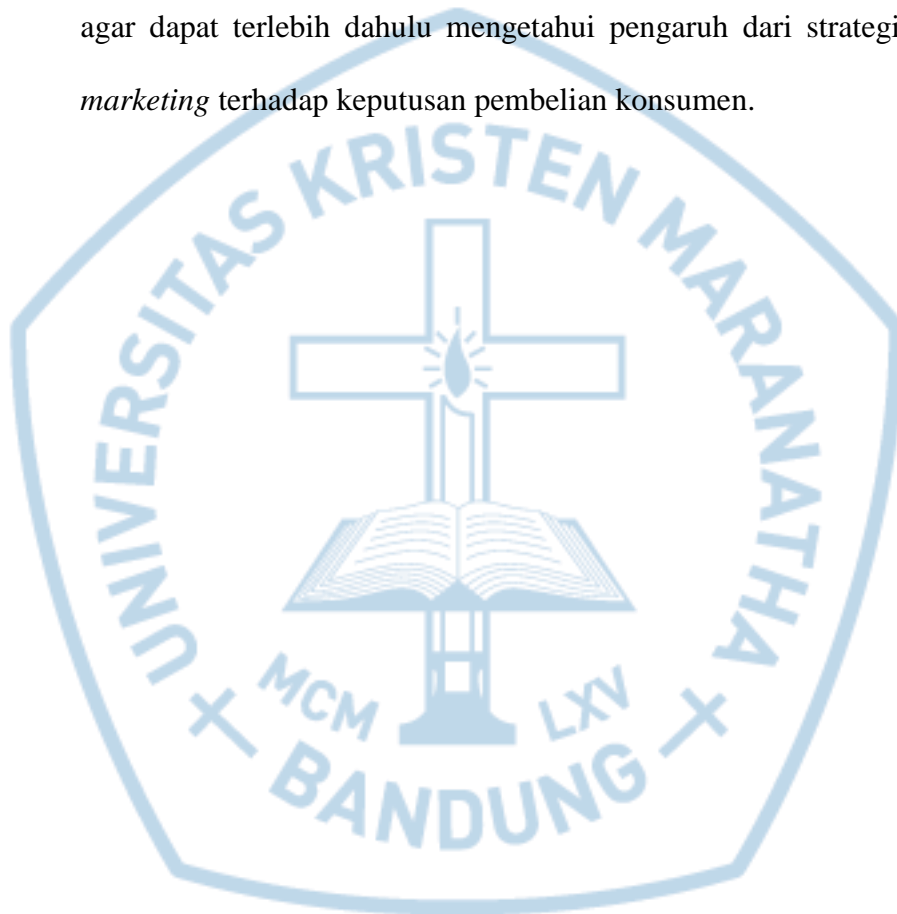 agar dapat terlebih dahulu mengetahui pengaruh dari strategi
marketing terhadap keputusan pembelian konsumen.
UNIVERSITAS KRISTEN MARANATHA
MCM LXV
BANDUNG